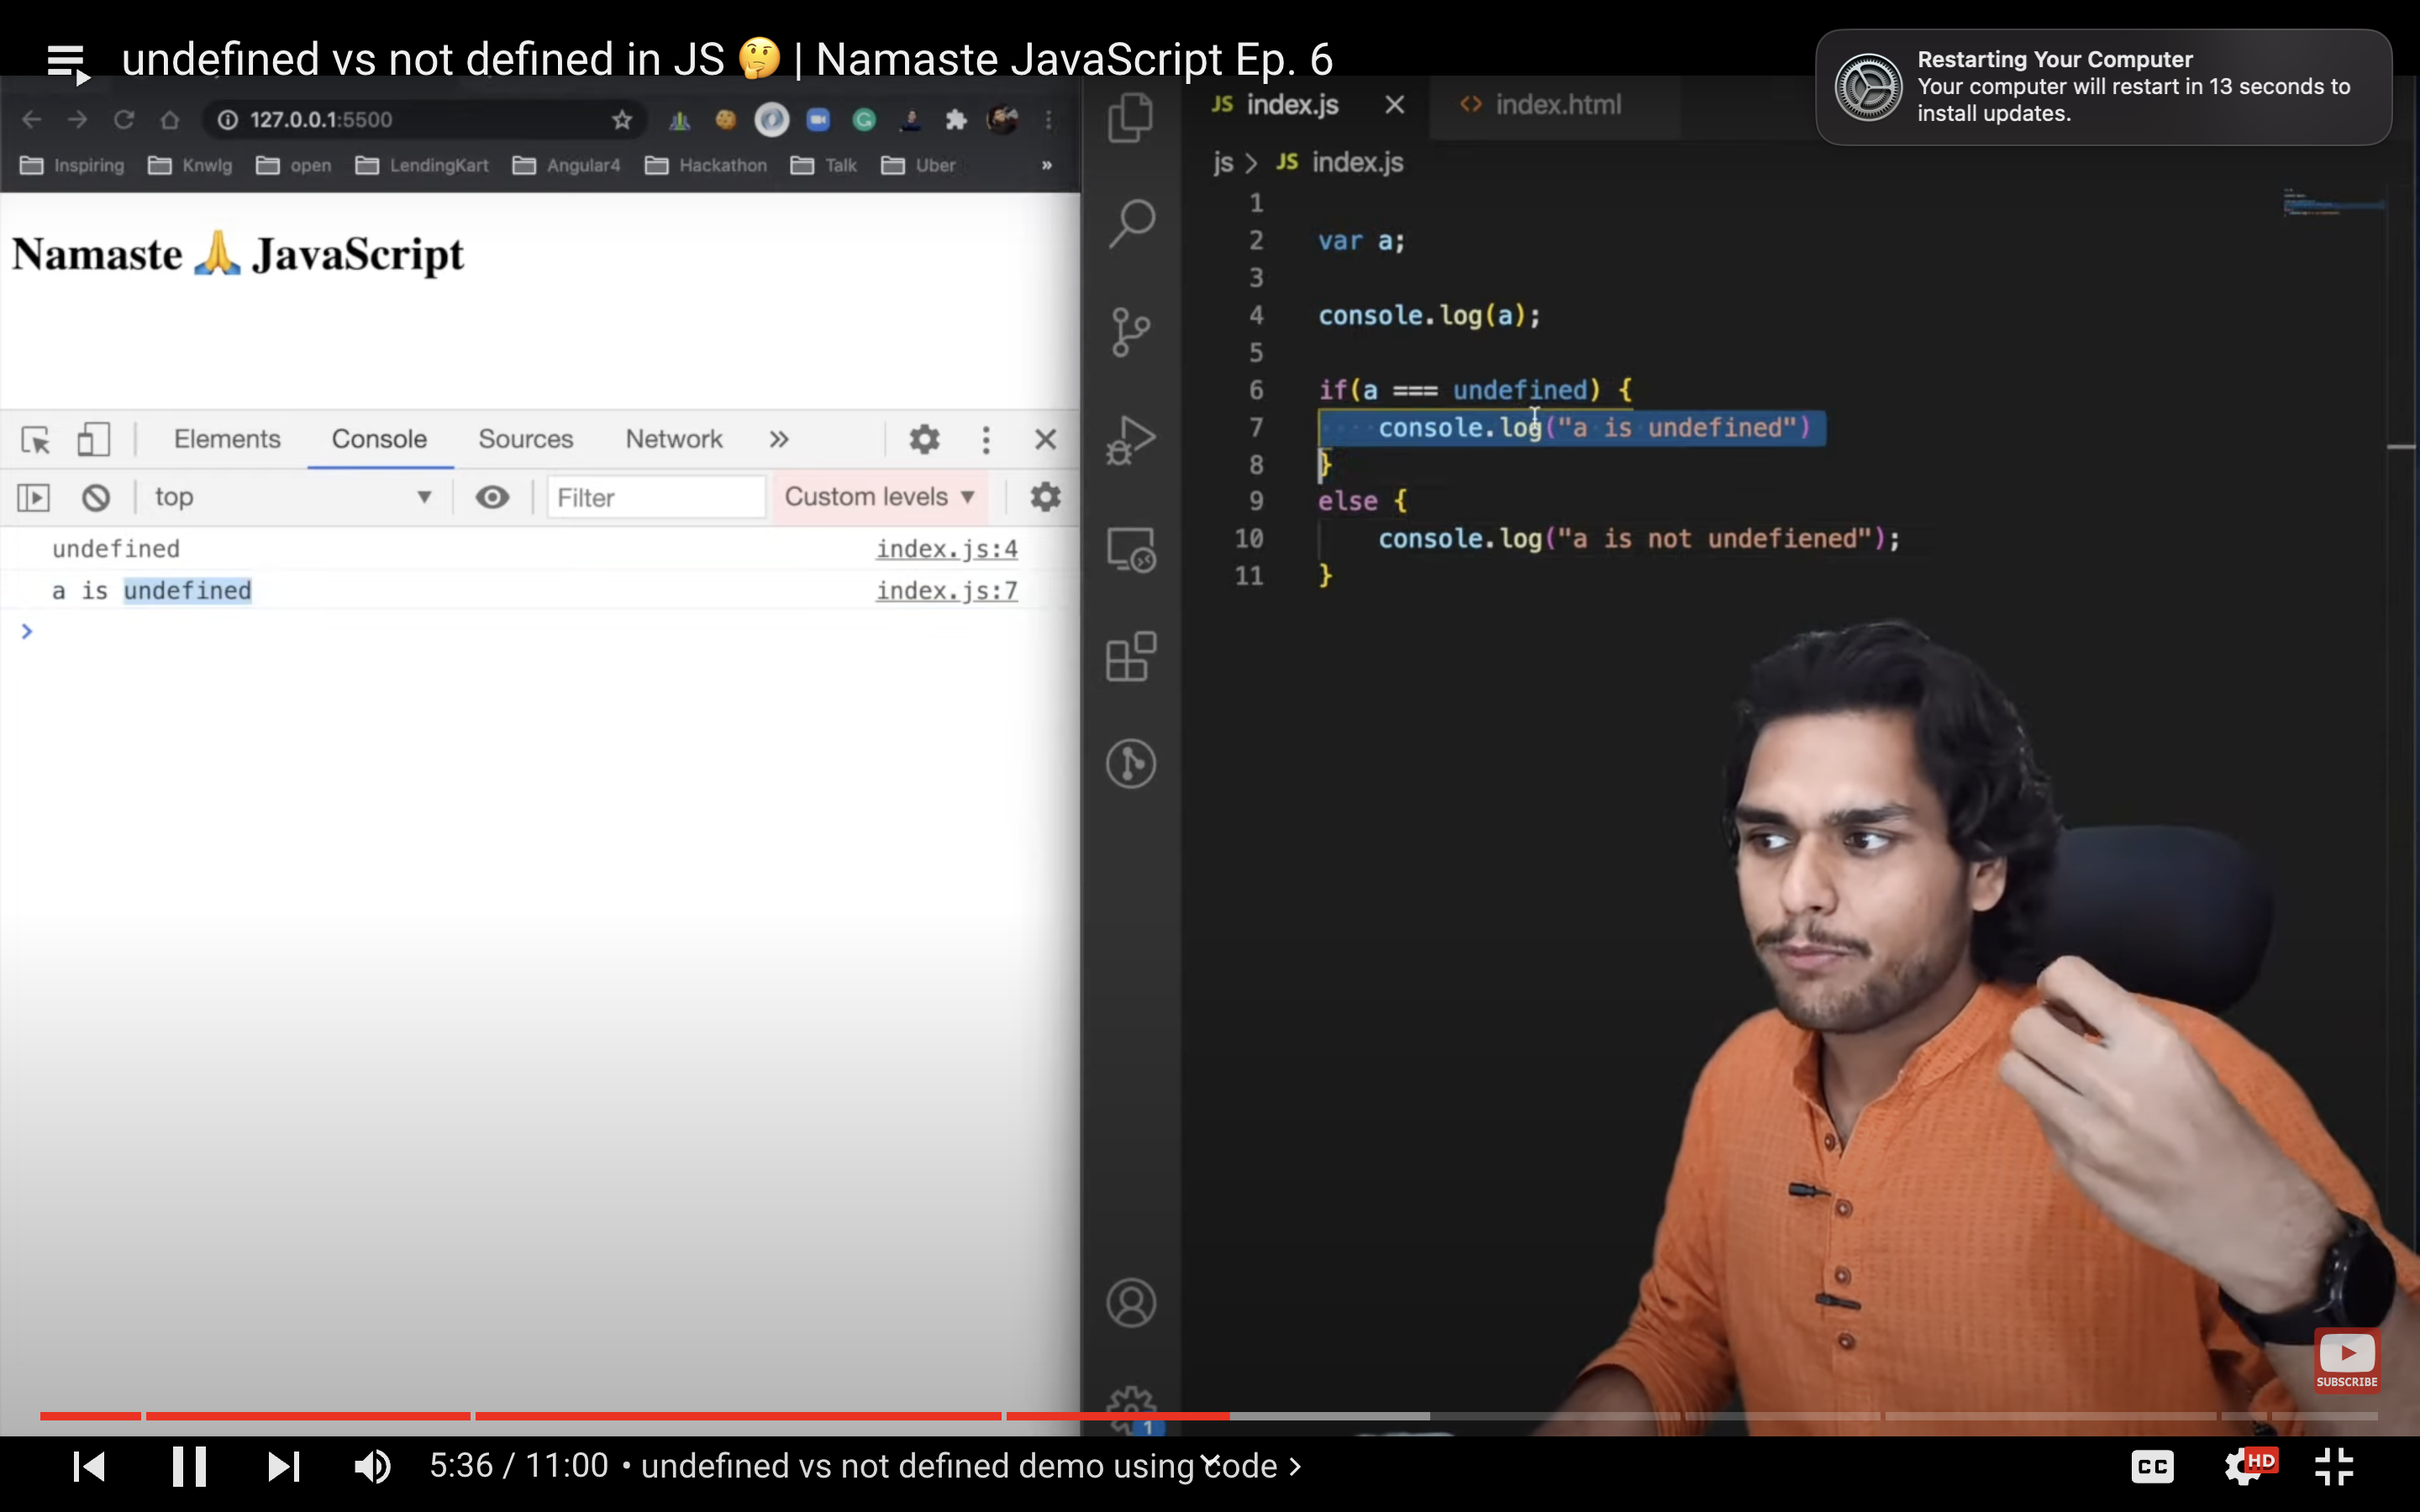 undefined vs not defined in JS 🤔 | Namaste JavaScript Ep. 6
Restarting Your Computer
Your computer will restart in 13 seconds to
install updates.
127.0.0.1:5500
Inspiring Knwlg open LendingKart Angular4 Hackathon Talk Uber »
Namaste 🙏 JavaScript
Elements Console Sources Network »
top Filter Custom levels ▼
undefined index.js:4
a is undefined index.js:7
>
JS index.js × <> index.html
js > JS index.js
1
2 var a;
3
4 console.log(a);
5
6 if(a === undefined) {
7 console.log("a is undefined")
8 }
9 else {
10 console.log("a is not undefiened");
11 }
1
SUBSCRIBE
5:36 / 11:00 • undefined vs not defined demo using code >
CC
HD